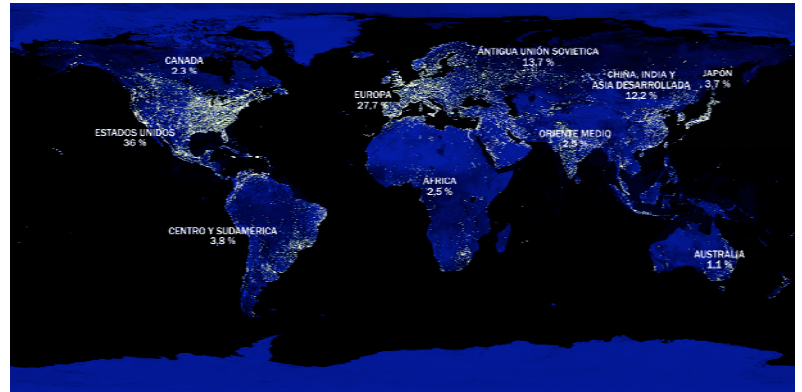 CANADA
2.3 %
ANTIGUA UNIÓN SOVIETICA
13,7 %
CHINA, INDIA Y
ASIA DESARROLLADA
12,2 %
JAPÓN
3,7 %
EUROPA
27,7 %
ESTADOS UNIDOS
36 %
ORIENTE MEDIO
2,5 %
ÁFRICA
2,5 %
CENTRO Y SUDAMÉRICA
3,8 %
AUSTRALIA
1,1 %